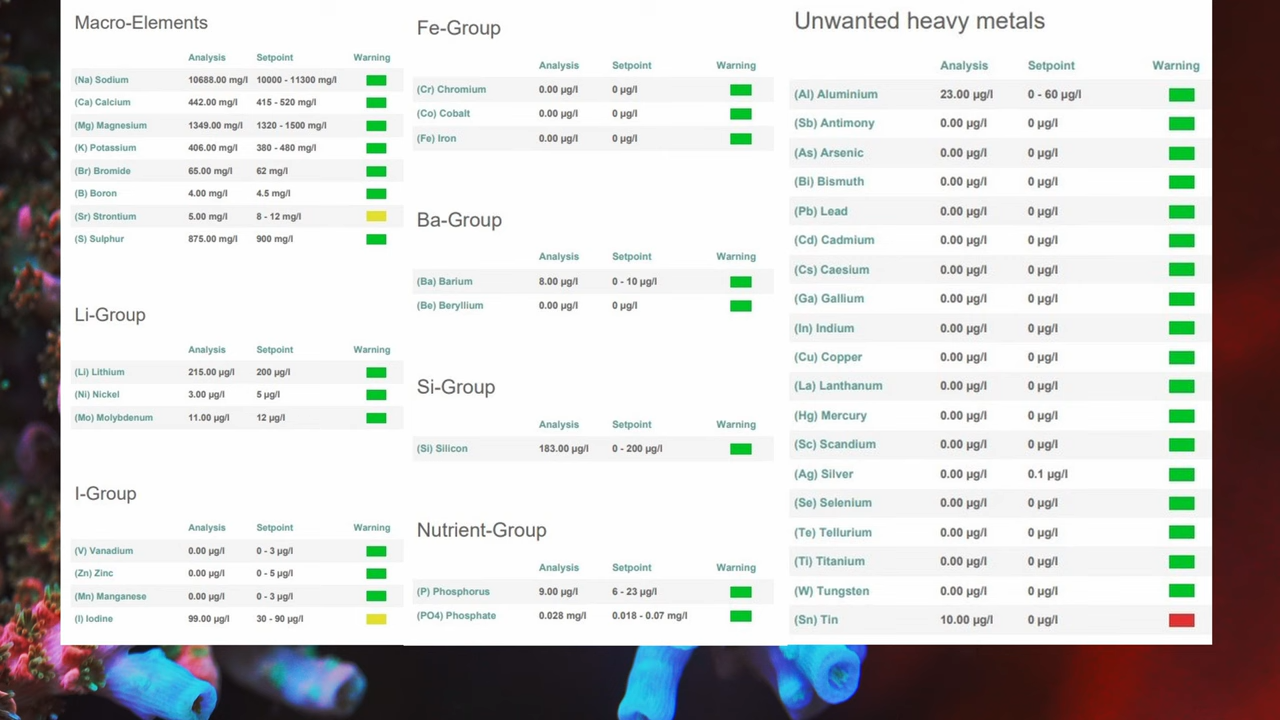 Macro-Elements
Analysis Setpoint Warning
(Na) Sodium 10688.00 mg/l 10000 - 11300 mg/l
(Ca) Calcium 442.00 mg/l 415 - 520 mg/l
(Mg) Magnesium 1349.00 mg/l 1320 - 1500 mg/l
(K) Potassium 406.00 mg/l 380 - 480 mg/l
(Br) Bromide 65.00 mg/l 62 mg/l
(B) Boron 4.00 mg/l 4.5 mg/l
(Sr) Strontium 5.00 mg/l 8 - 12 mg/l
(S) Sulphur 875.00 mg/l 900 mg/l
Li-Group
Analysis Setpoint Warning
(Li) Lithium 215.00 µg/l 200 µg/l
(Ni) Nickel 3.00 µg/l 5 µg/l
(Mo) Molybdenum 11.00 µg/l 12 µg/l
I-Group
Analysis Setpoint Warning
(V) Vanadium 0.00 µg/l 0 - 3 µg/l
(Zn) Zinc 0.00 µg/l 0 - 5 µg/l
(Mn) Manganese 0.00 µg/l 0 - 3 µg/l
(I) Iodine 99.00 µg/l 30 - 90 µg/l
Fe-Group
Analysis Setpoint Warning
(Cr) Chromium 0.00 µg/l 0 µg/l
(Co) Cobalt 0.00 µg/l 0 µg/l
(Fe) Iron 0.00 µg/l 0 µg/l
Ba-Group
Analysis Setpoint Warning
(Ba) Barium 8.00 µg/l 0 - 10 µg/l
(Be) Beryllium 0.00 µg/l 0 µg/l
Si-Group
Analysis Setpoint Warning
(Si) Silicon 183.00 µg/l 0 - 200 µg/l
Nutrient-Group
Analysis Setpoint Warning
(P) Phosphorus 9.00 µg/l 6 - 23 µg/l
(PO4) Phosphate 0.028 mg/l 0.018 - 0.07 mg/l
Unwanted heavy metals
Analysis Setpoint Warning
(Al) Aluminium 23.00 µg/l 0 - 60 µg/l
(Sb) Antimony 0.00 µg/l 0 µg/l
(As) Arsenic 0.00 µg/l 0 µg/l
(Bi) Bismuth 0.00 µg/l 0 µg/l
(Pb) Lead 0.00 µg/l 0 µg/l
(Cd) Cadmium 0.00 µg/l 0 µg/l
(Cs) Caesium 0.00 µg/l 0 µg/l
(Ga) Gallium 0.00 µg/l 0 µg/l
(In) Indium 0.00 µg/l 0 µg/l
(Cu) Copper 0.00 µg/l 0 µg/l
(La) Lanthanum 0.00 µg/l 0 µg/l
(Hg) Mercury 0.00 µg/l 0 µg/l
(Sc) Scandium 0.00 µg/l 0 µg/l
(Ag) Silver 0.00 µg/l 0.1 µg/l
(Se) Selenium 0.00 µg/l 0 µg/l
(Te) Tellurium 0.00 µg/l 0 µg/l
(Ti) Titanium 0.00 µg/l 0 µg/l
(W) Tungsten 0.00 µg/l 0 µg/l
(Sn) Tin 10.00 µg/l 0 µg/l